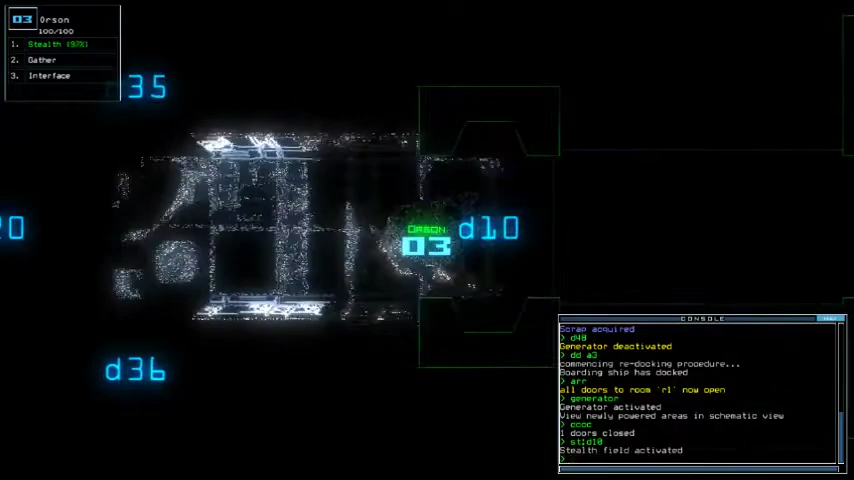 03 Orson
100/100
1. Stealth (97%)
2. Gather
3. Interface
35
20
ORSON
03
d10
d36
CONSOLE
Scrap acquired
> d40
Generator deactivated
> dd a3
commencing re-docking procedure...
Boarding ship has docked
> arr
all doors to room 'r1' now open
> generator
Generator activated
View newly powered areas in schematic view
> cccc
1 doors closed
> st;d10
Stealth field activated
>